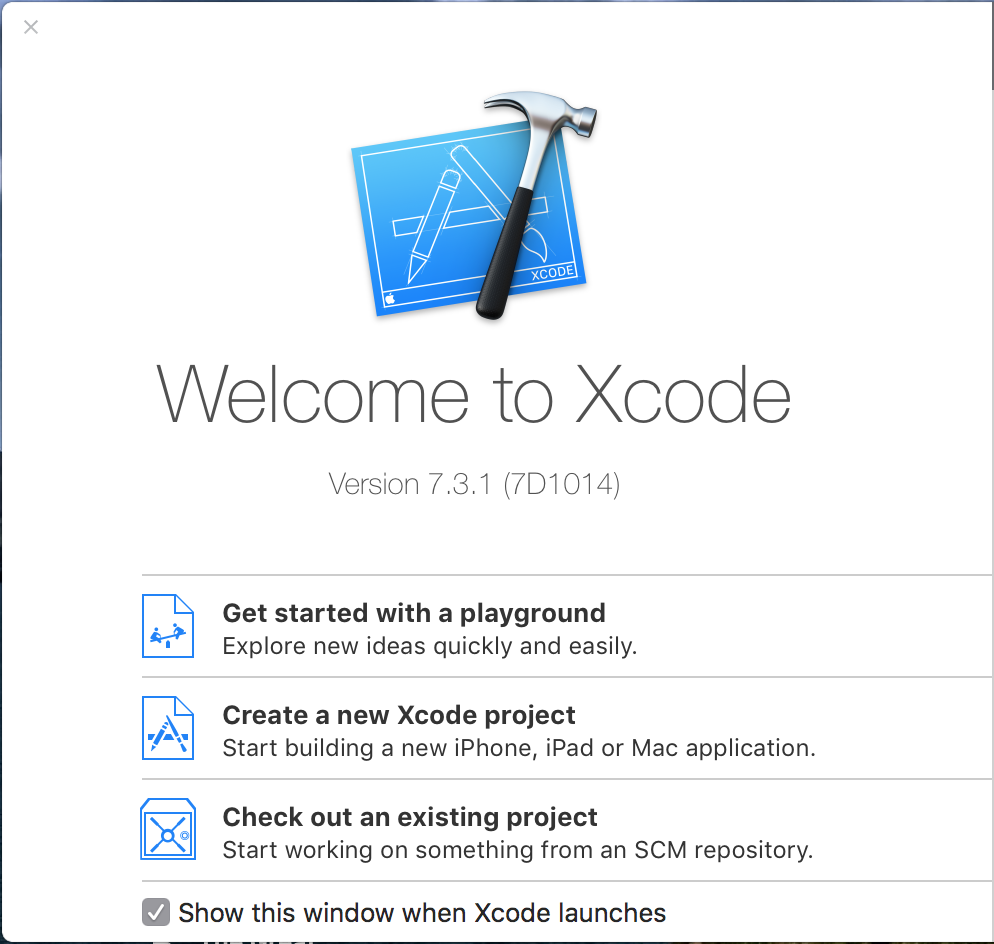 XCODE
Welcome to Xcode
Version 7.3.1 (7D1014)
Get started with a playground
Explore new ideas quickly and easily.
Create a new Xcode project
Start building a new iPhone, iPad or Mac application.
Check out an existing project
Start working on something from an SCM repository.
Show this window when Xcode launches